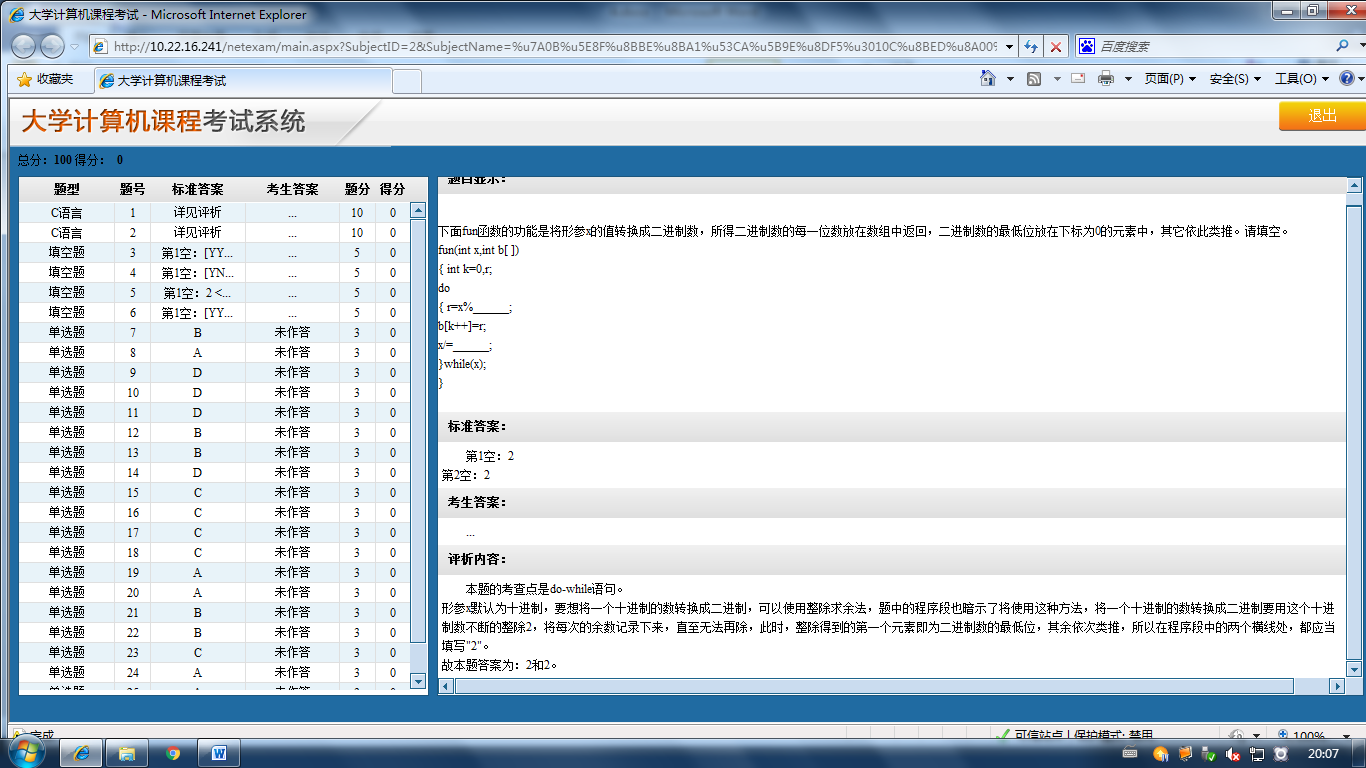 大学计算机课程考试 - Microsoft Internet Explorer
http://10.22.16.241/netexam/main.aspx?SubjectID=2&SubjectName=%u7A0B%u5E8F%u8BBE%u8BA1%u53CA%u5B9E%u8DF5%u3010C%u8BED%u8A00%
百度搜索
收藏夹
大学计算机课程考试
页面(P)
安全(S)
工具(O)
大学计算机课程考试系统
退出
总分：100 得分： 0
题型 题号 标准答案 考生答案 题分 得分
C语言 1 详见评析 ... 10 0
C语言 2 详见评析 ... 10 0
填空题 3 第1空：[YY... ... 5 0
填空题 4 第1空：[YN... ... 5 0
填空题 5 第1空：2 <... ... 5 0
填空题 6 第1空：[YY... ... 5 0
单选题 7 B 未作答 3 0
单选题 8 A 未作答 3 0
单选题 9 D 未作答 3 0
单选题 10 D 未作答 3 0
单选题 11 D 未作答 3 0
单选题 12 B 未作答 3 0
单选题 13 B 未作答 3 0
单选题 14 D 未作答 3 0
单选题 15 C 未作答 3 0
单选题 16 C 未作答 3 0
单选题 17 C 未作答 3 0
单选题 18 C 未作答 3 0
单选题 19 A 未作答 3 0
单选题 20 A 未作答 3 0
单选题 21 B 未作答 3 0
单选题 22 B 未作答 3 0
单选题 23 C 未作答 3 0
单选题 24 A 未作答 3 0
题目显示：
下面fun函数的功能是将形参x的值转换成二进制数，所得二进制数的每一位数放在数组中返回，二进制数的最低位放在下标为0的元素中，其它依此类推。请填空。
fun(int x,int b[ ])
{ int k=0,r;
do
{ r=x%______;
b[k++]=r;
x/=______;
}while(x);
}
标准答案：
第1空：2
第2空：2
考生答案：
...
评析内容：
本题的考查点是do-while语句。
形参x默认为十进制，要想将一个十进制的数转换成二进制，可以使用整除求余法，题中的程序段也暗示了将使用这种方法，将一个十进制的数转换成二进制要用这个十进
制数不断的整除2，将每次的余数记录下来，直至无法再除，此时，整除得到的第一个元素即为二进制数的最低位，其余依次类推，所以在程序段中的两个横线处，都应当
填写"2"。
故本题答案为：2和2。
完成
可信站点 | 保护模式: 禁用
100%
20:07